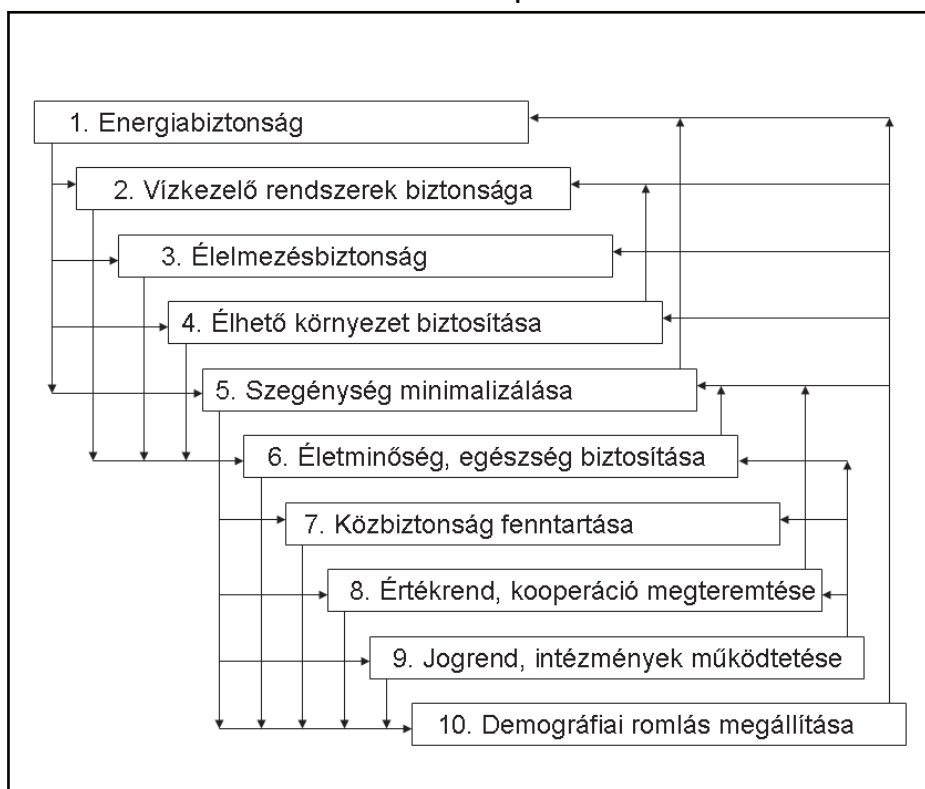 1. Energiabiztonság
2. Vízkezelő rendszerek biztonsága
3. Élelmezésbiztonság
4. Élhető környezet biztosítása
5. Szegénység minimalizálása
6. Életminőség, egészség biztosítása
7. Közbiztonság fenntartása
8. Értékrend, kooperáció megteremtése
9. Jogrend, intézmények működtetése
10. Demográfiai romlás megállítása